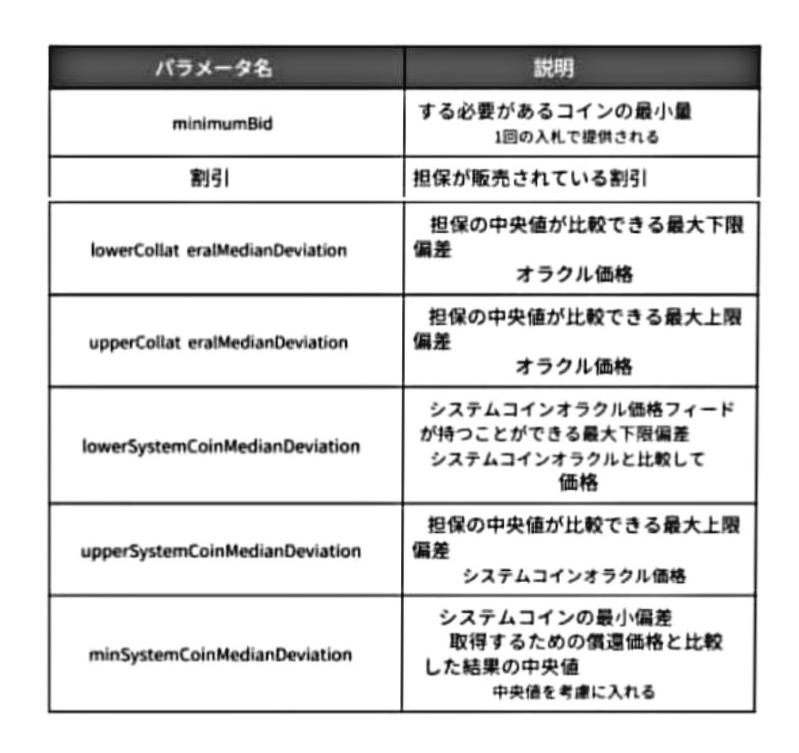 パラメータ名 説明
minimumBid
する必要があるコインの最小量
1回の入札で提供される
割引 担保が販売されている割引
lowerCollat eralMedianDeviation
担保の中央値が比較できる最大下限
偏差
オラクル価格
upperCollat eralMedianDeviation
担保の中央値が比較できる最大上限
偏差
オラクル価格
lowerSystemCoinMedianDeviation
システムコインオラクル価格フィード
が持つことができる最大下限偏差
システムコインオラクルと比較して
価格
upperSystemCoinMedianDeviation
担保の中央値が比較できる最大上限
偏差
システムコインオラクル価格
minSystemCoinMedianDeviation
システムコインの最小偏差
取得するための償還価格と比較
した結果の中央値
中央値を考慮に入れる